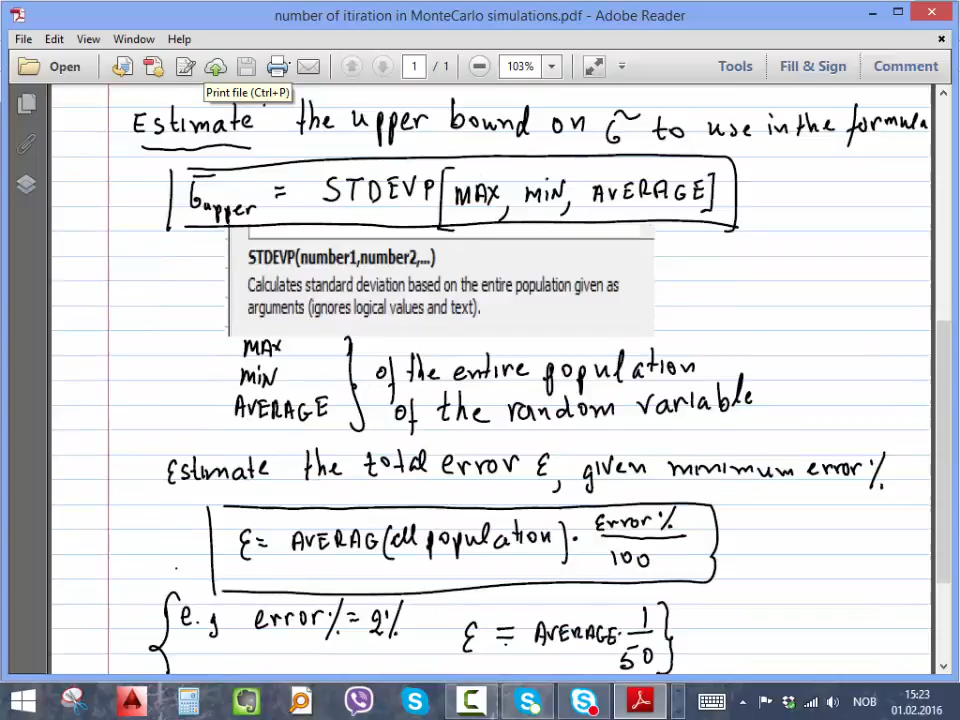 number of itiration in MonteCarlo simulations.pdf - Adobe Reader
File Edit View Window Help
Open 1 / 1 103% Tools Fill & Sign Comment
Print file (Ctrl+P)
Estimate the upper bound on σ to use in the formula
σupper = STDEVP[MAX, MIN, AVERAGE]
STDEVP(number1,number2,...)
Calculates standard deviation based on the entire population given as
arguments (ignores logical values and text).
MAX
MIN
AVERAGE
of the entire population
of the random variable
Estimate the total error ε, given minimum error%
ε = AVERAG(all population) · Error% / 100
e.g error% = 2% ε = AVERAGE · 1/50
NOB
15:23
01.02.2016